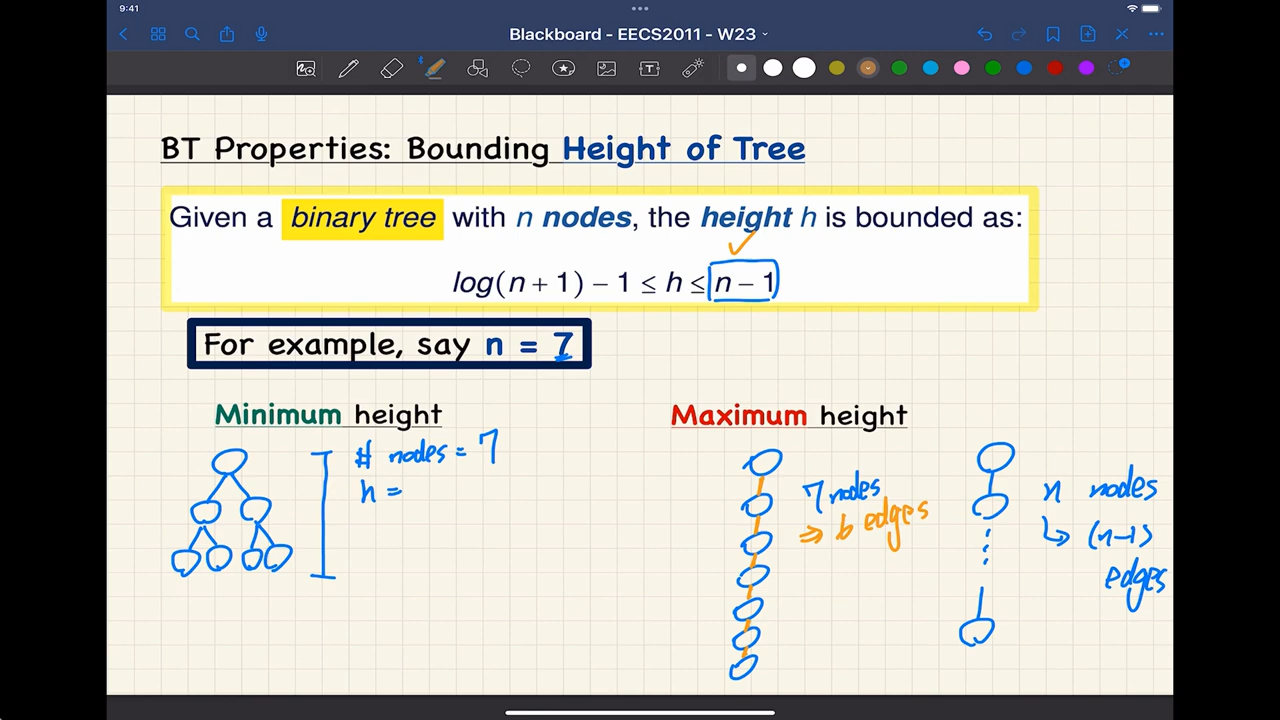 9:41
Blackboard - EECS2011 - W23
BT Properties: Bounding Height of Tree
Given a binary tree with n nodes, the height h is bounded as:
log(n + 1) − 1 ≤ h ≤ n − 1
For example, say n = 7
Minimum height
# nodes = 7
h =
Maximum height
7 nodes
⇒ 6 edges
n nodes
↳ (n-1)
edges